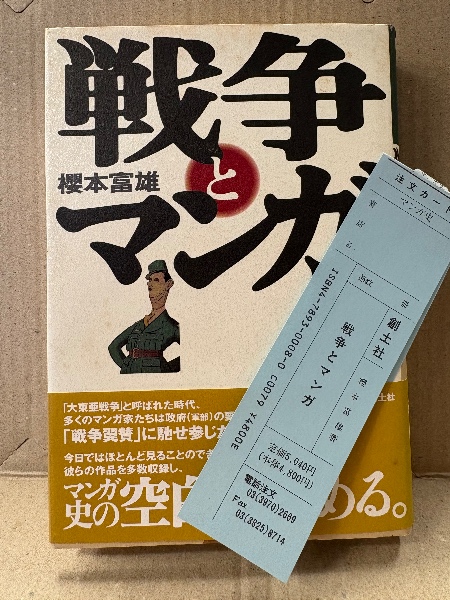 戦争
と
マンガ
櫻本富雄
「大東亜戦争」と呼ばれた時代、
多くのマンガ家たちは政府(軍部)の要
「戦争翼賛」に馳せ参じた
今日ではほとんど見ることのでき
彼らの作品を多数収録し、
マンガ
史の空白
める。
士社
注文カード
マンガ史
書店名
創土社
戦争とマンガ
櫻本富雄著
ISBN4-7893-0008-0 C0079 ¥4800E
定価5,040円
(本体4,800円)
電話注文
03(3970)2669
Fax
03(3825)8714